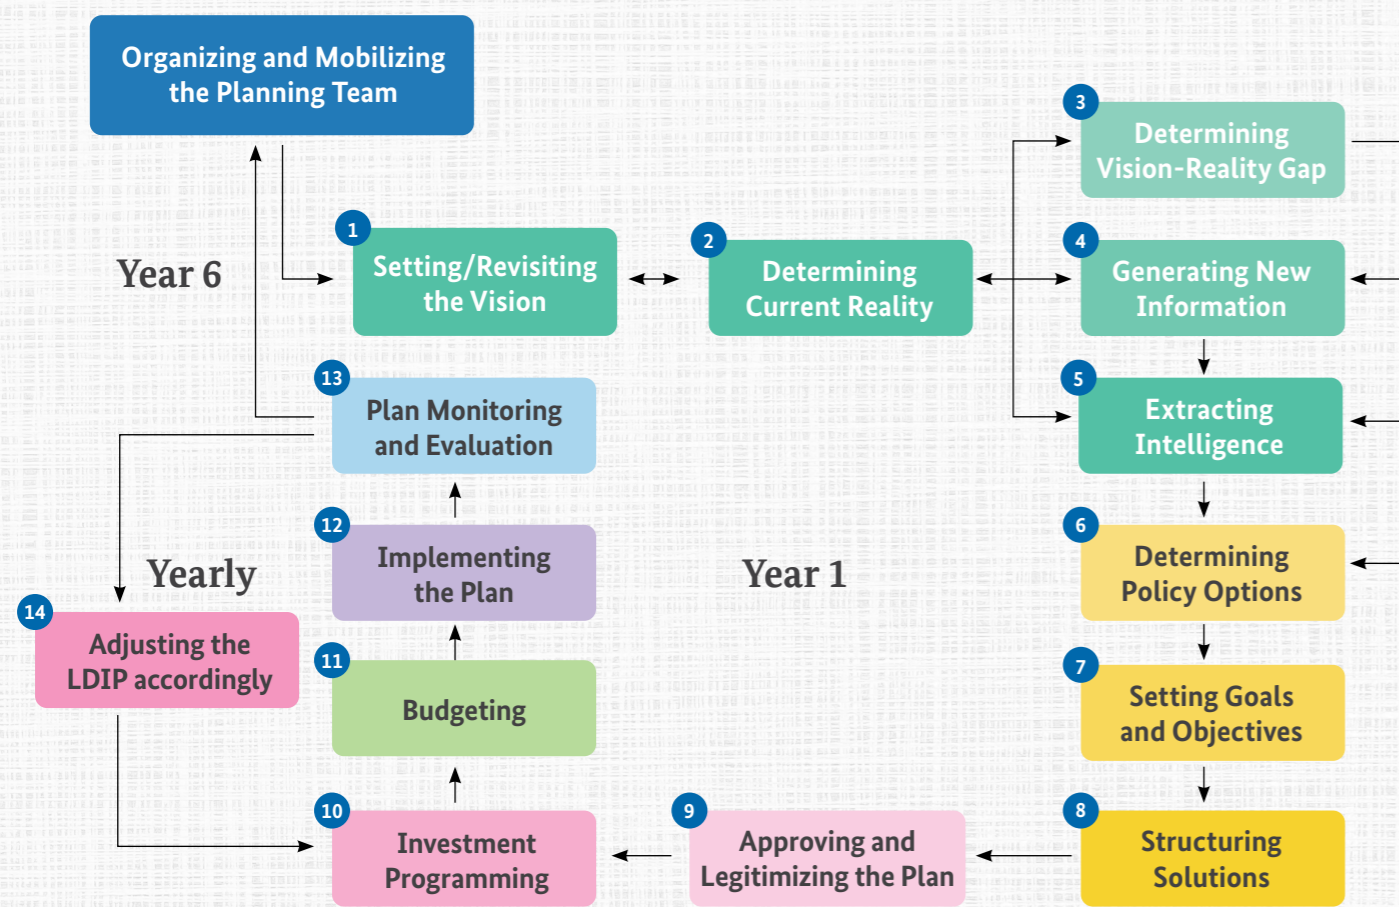 Organizing and Mobilizing
the Planning Team
3
Determining
Vision-Reality Gap
1
Setting/Revisiting
the Vision
2
Determining
Current Reality
4
Generating New
Information
Year 6
13
Plan Monitoring
and Evaluation
5
Extracting
Intelligence
12
Implementing
the Plan
Yearly
Year 1
6
Determining
Policy Options
14
Adjusting the
LDIP accordingly
11
Budgeting
7
Setting Goals
and Objectives
10
Investment
Programming
9
Approving and
Legitimizing the Plan
8
Structuring
Solutions